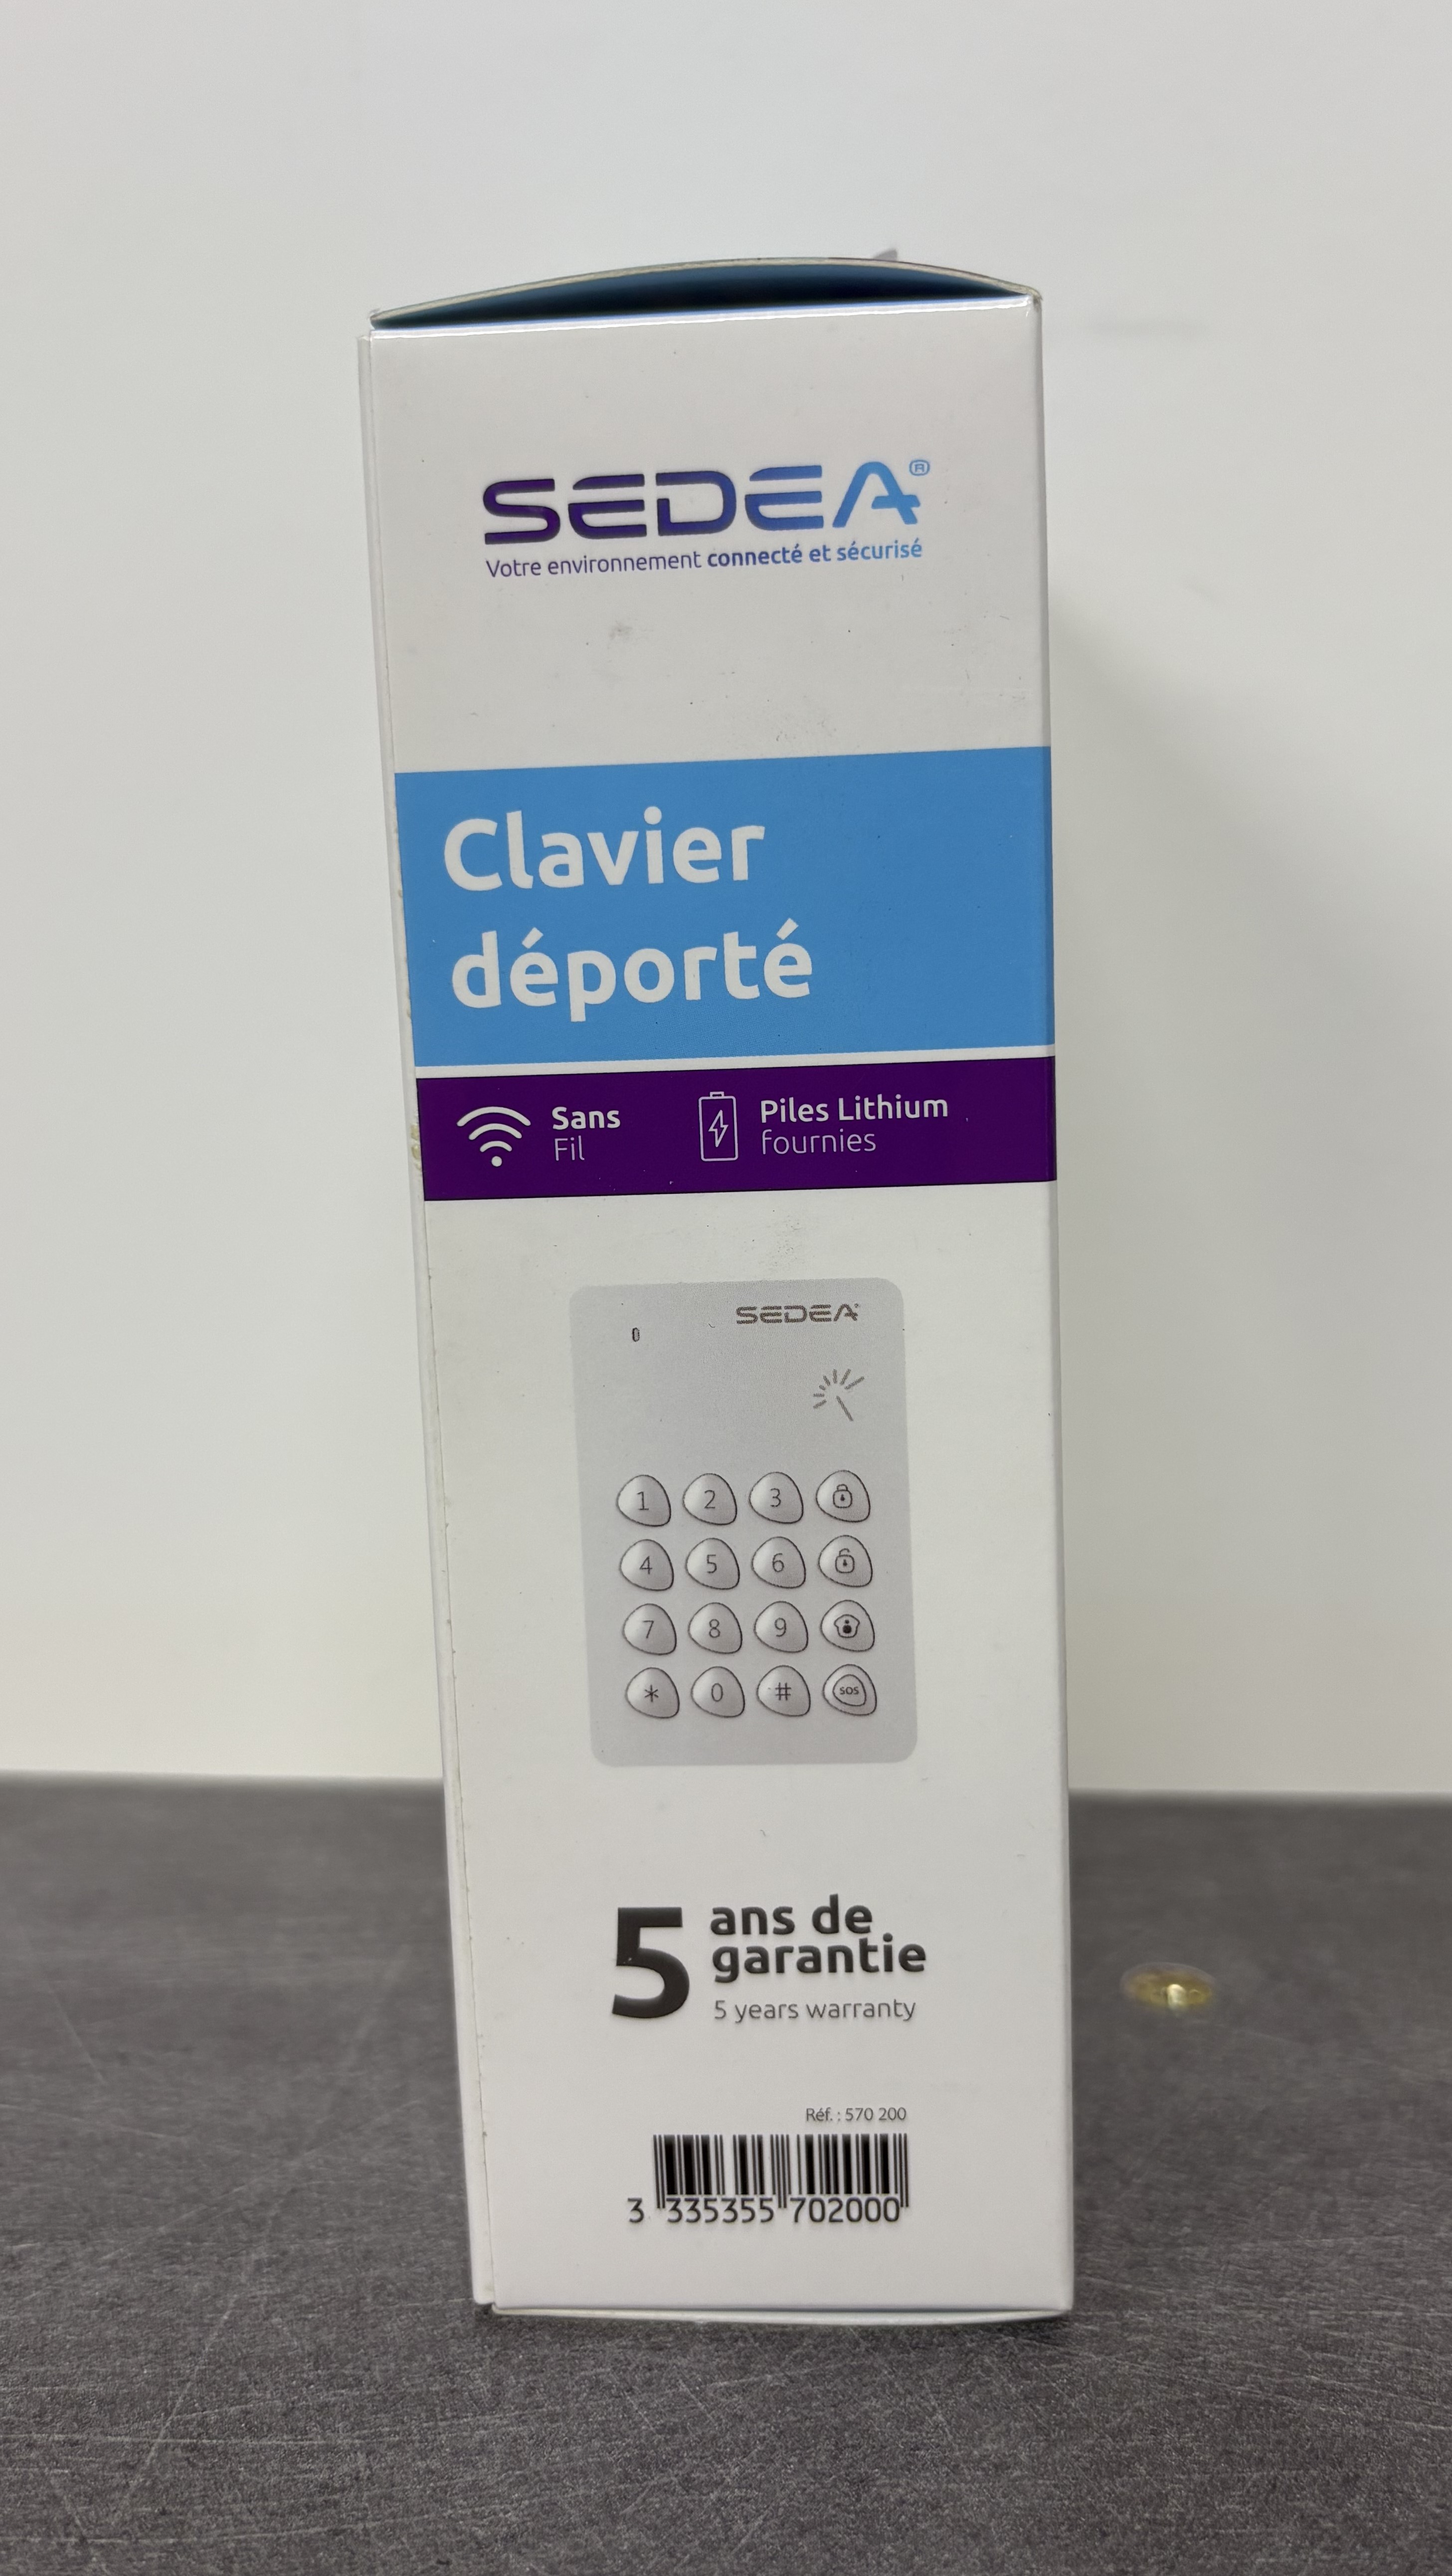 SEDEA®
Votre environnement connecté et sécurisé
Clavier
déporté
Sans
Fil
Piles Lithium
fournies
SEDEA
1 2 3
4 5 6
7 8 9
* 0 # SOS
5 ans de
garantie
5 years warranty
Réf. : 570 200
3 335355 702000